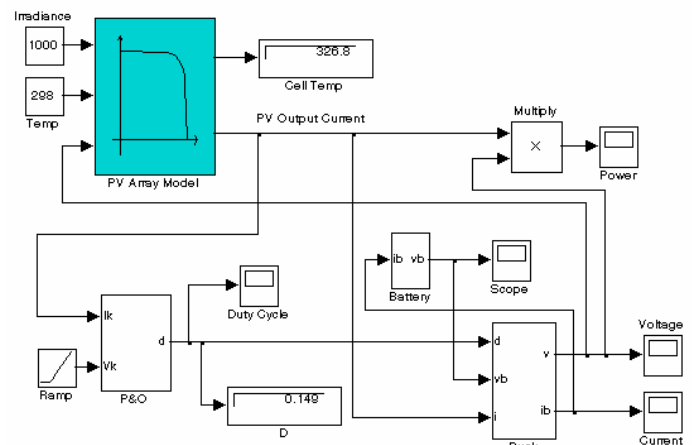 Irradiance
1000
298
Temp
PV Array Model
326.8
Cell Temp
PV Output Current
Multiply
×
Power
ib vb
Battery
Scope
Duty Cycle
Ik
Vk
d
P&O
Ramp
0.149
D
d
vb
i
v
ib
Voltage
Current